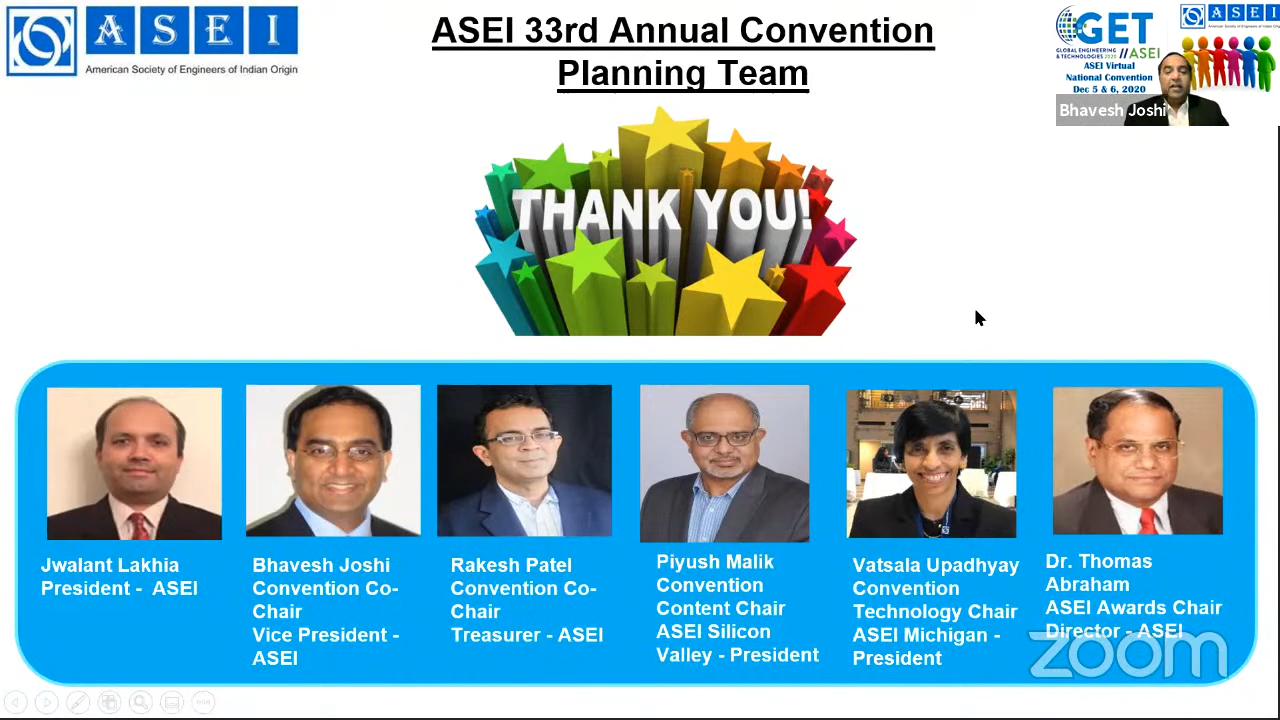 ASEI
American Society of Engineers of Indian Origin
ASEI 33rd Annual Convention
Planning Team
GET
GLOBAL ENGINEERING
& TECHNOLOGIES 2020 //ASEI
ASEI Virtual
National Convention
Dec 5 & 6, 2020
ASEI
Bhavesh Joshi
THANK YOU!
Jwalant Lakhia
President - ASEI
Bhavesh Joshi
Convention Co-
Chair
Vice President -
ASEI
Rakesh Patel
Convention Co-
Chair
Treasurer - ASEI
Piyush Malik
Convention
Content Chair
ASEI Silicon
Valley - President
Vatsala Upadhyay
Convention
Technology Chair
ASEI Michigan -
President
Dr. Thomas
Abraham
ASEI Awards Chair
Director - ASEI
zoom